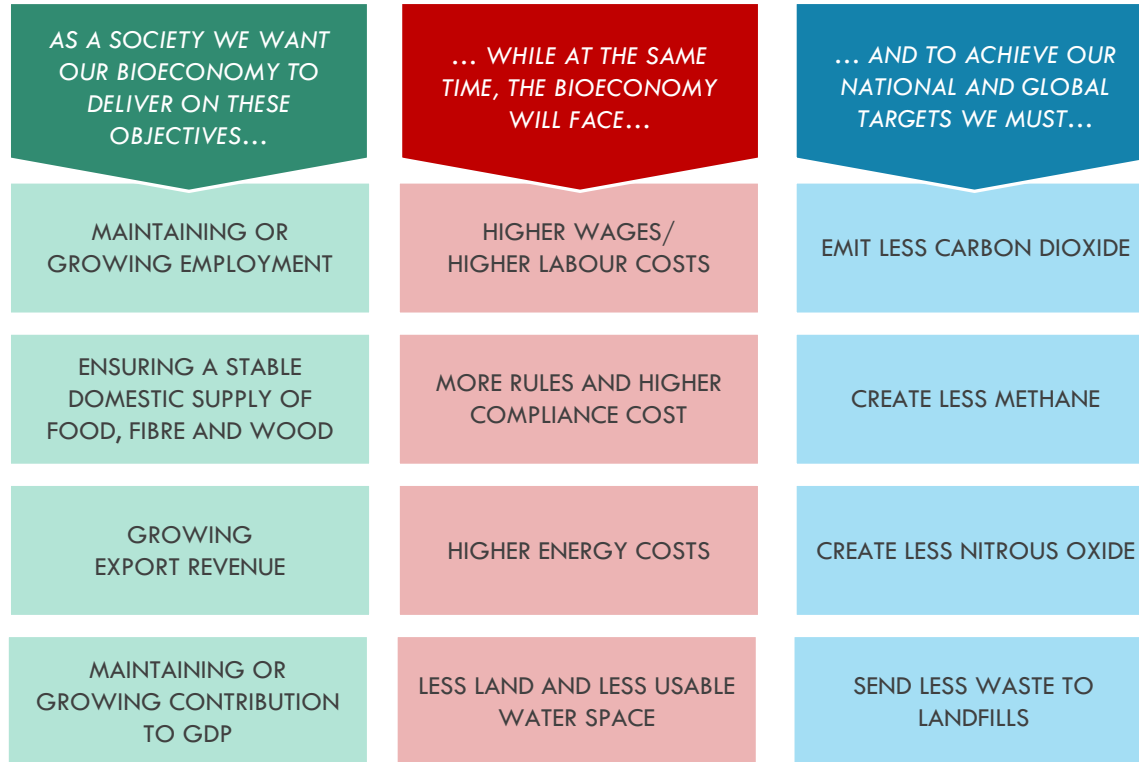 AS A SOCIETY WE WANT
OUR BIOECONOMY TO
DELIVER ON THESE
OBJECTIVES...
MAINTAINING OR
GROWING EMPLOYMENT
ENSURING A STABLE
DOMESTIC SUPPLY OF
FOOD, FIBRE AND WOOD
GROWING
EXPORT REVENUE
MAINTAINING OR
GROWING CONTRIBUTION
TO GDP
... WHILE AT THE SAME
TIME, THE BIOECONOMY
WILL FACE...
HIGHER WAGES/
HIGHER LABOUR COSTS
MORE RULES AND HIGHER
COMPLIANCE COST
HIGHER ENERGY COSTS
LESS LAND AND LESS USABLE
WATER SPACE
... AND TO ACHIEVE OUR
NATIONAL AND GLOBAL
TARGETS WE MUST...
EMIT LESS CARBON DIOXIDE
CREATE LESS METHANE
CREATE LESS NITROUS OXIDE
SEND LESS WASTE TO
LANDFILLS